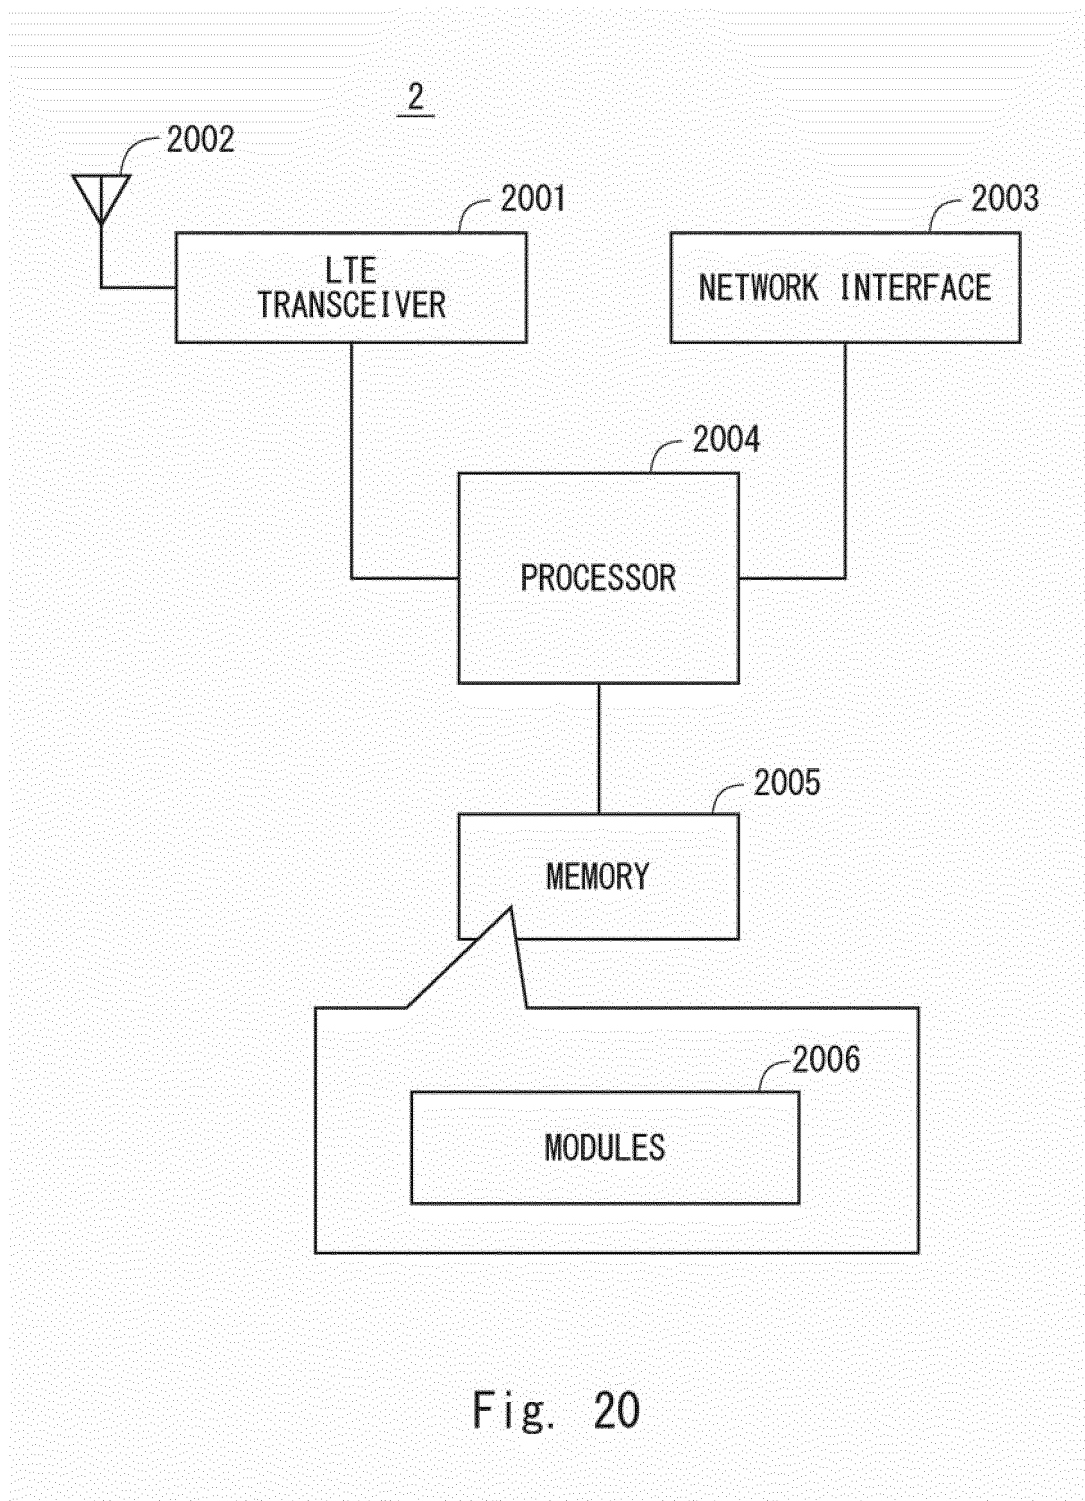 2
2002
2001
2003
LTE
TRANSCEIVER
NETWORK INTERFACE
2004
PROCESSOR
2005
MEMORY
2006
MODULES
Fig. 20